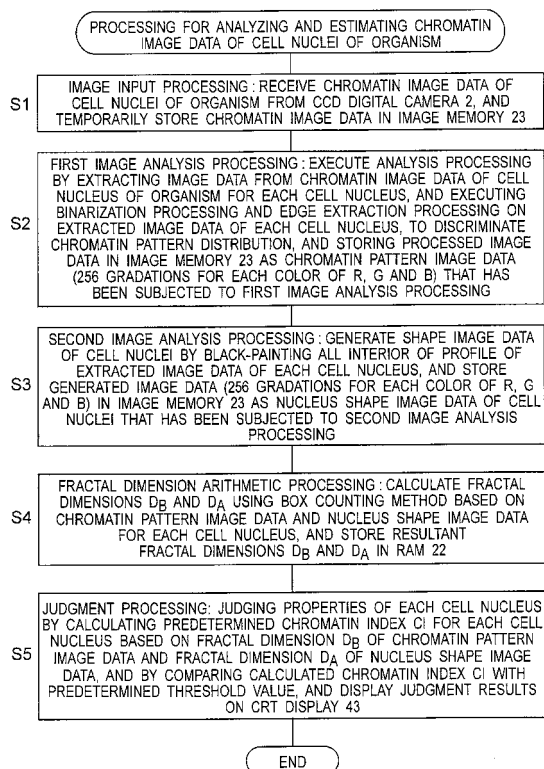 PROCESSING FOR ANALYZING AND ESTIMATING CHROMATIN
IMAGE DATA OF CELL NUCLEI OF ORGANISM
S1
IMAGE INPUT PROCESSING : RECEIVE CHROMATIN IMAGE DATA OF
CELL NUCLEI OF ORGANISM FROM CCD DIGITAL CAMERA 2, AND
TEMPORARILY STORE CHROMATIN IMAGE DATA IN IMAGE MEMORY 23
S2
FIRST IMAGE ANALYSIS PROCESSING : EXECUTE ANALYSIS PROCESSING
BY EXTRACTING IMAGE DATA FROM CHROMATIN IMAGE DATA OF CELL
NUCLEUS OF ORGANISM FOR EACH CELL NUCLEUS, AND EXECUTING
BINARIZATION PROCESSING AND EDGE EXTRACTION PROCESSING ON
EXTRACTED IMAGE DATA OF EACH CELL NUCLEUS, TO DISCRIMINATE
CHROMATIN PATTERN DISTRIBUTION, AND STORING PROCESSED IMAGE
DATA IN IMAGE MEMORY 23 AS CHROMATIN PATTERN IMAGE DATA
(256 GRADATIONS FOR EACH COLOR OF R, G AND B) THAT HAS
BEEN SUBJECTED TO FIRST IMAGE ANALYSIS PROCESSING
S3
SECOND IMAGE ANALYSIS PROCESSING : GENERATE SHAPE IMAGE DATA
OF CELL NUCLEI BY BLACK-PAINTING ALL INTERIOR OF PROFILE OF
EXTRACTED IMAGE DATA OF EACH CELL NUCLEUS, AND STORE
GENERATED IMAGE DATA (256 GRADATIONS FOR EACH COLOR OF R, G
AND B) IN IMAGE MEMORY 23 AS NUCLEUS SHAPE IMAGE DATA OF CELL
NUCLEI THAT HAS BEEN SUBJECTED TO SECOND IMAGE ANALYSIS
PROCESSING
S4
FRACTAL DIMENSION ARITHMETIC PROCESSING : CALCULATE FRACTAL
DIMENSIONS DB AND DA USING BOX COUNTING METHOD BASED ON
CHROMATIN PATTERN IMAGE DATA AND NUCLEUS SHAPE IMAGE DATA
FOR EACH CELL NUCLEUS, AND STORE RESULTANT
FRACTAL DIMENSIONS DB AND DA IN RAM 22
S5
JUDGMENT PROCESSING: JUDGING PROPERTIES OF EACH CELL NUCLEUS
BY CALCULATING PREDETERMINED CHROMATIN INDEX CI FOR EACH CELL
NUCLEUS BASED ON FRACTAL DIMENSION DB OF CHROMATIN PATTERN
IMAGE DATA AND FRACTAL DIMENSION DA OF NUCLEUS SHAPE IMAGE
DATA, AND BY COMPARING CALCULATED CHROMATIN INDEX CI WITH
PREDETERMINED THRESHOLD VALUE, AND DISPLAY JUDGMENT RESULTS
ON CRT DISPLAY 43
END